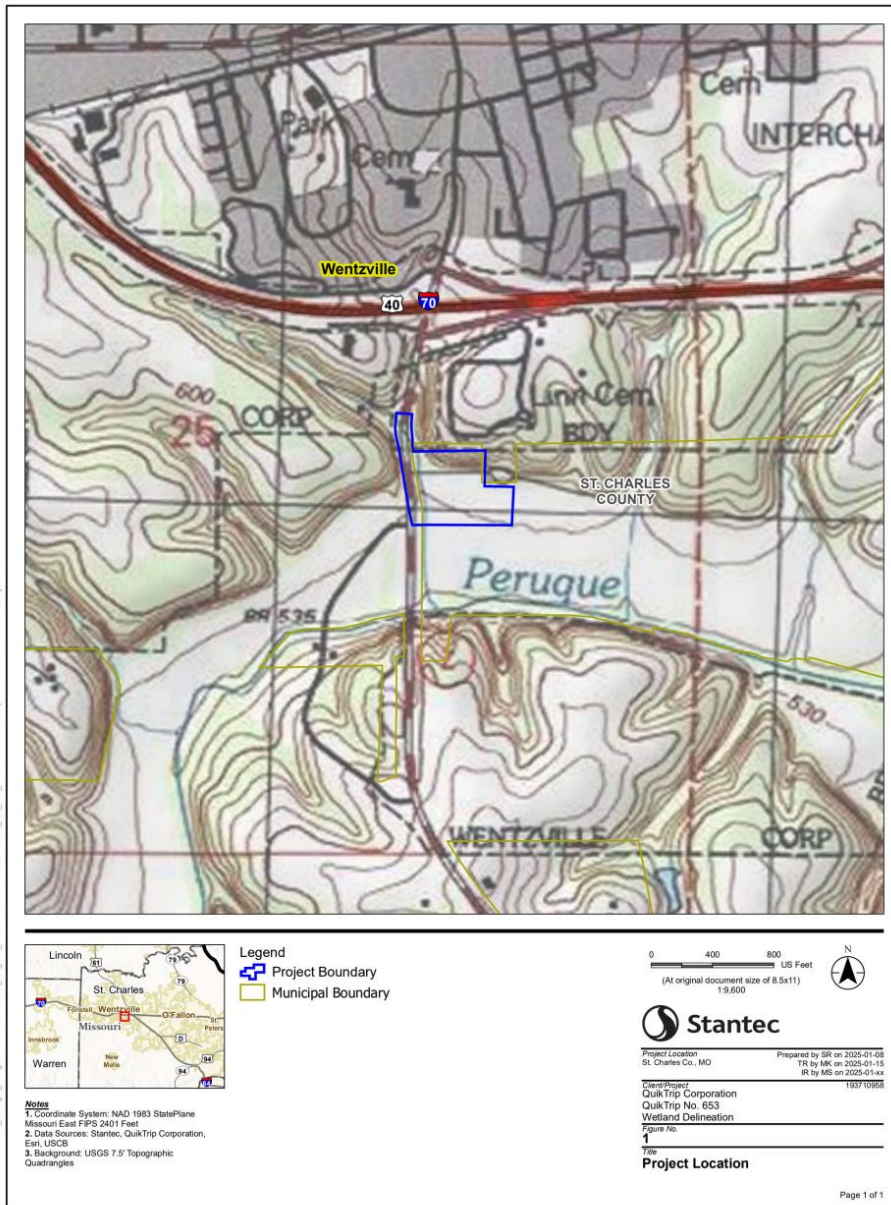 Cem
Park
INTERCHA
Cem
Wentzville
40
70
600
CORP
Linn Cem
25
BDY
ST. CHARLES
COUNTY
Peruque
BR 535
530
WENTZVILLE
CORP
Lincoln
61
79
79
St. Charles
70
Foristell
Wentzville
O'Fallon
St.
Peters
Missouri
Innsbrook
D
New
Melle
94
Warren
94
64
Legend
Project Boundary
Municipal Boundary
0 400 800
US Feet
(At original document size of 8.5x11)
1:9,600
N
Stantec
Project Location
St. Charles Co., MO
Prepared by SR on 2025-01-08
TR by MK on 2025-01-15
IR by MS on 2025-01-xx
Client/Project
193710958
QuikTrip Corporation
QuikTrip No. 653
Wetland Delineation
Figure No.
1
Title
Project Location
Notes
1. Coordinate System: NAD 1983 StatePlane
Missouri East FIPS 2401 Feet
2. Data Sources: Stantec, QuikTrip Corporation,
Esri, USCB
3. Background: USGS 7.5' Topographic
Quadrangles
Page 1 of 1